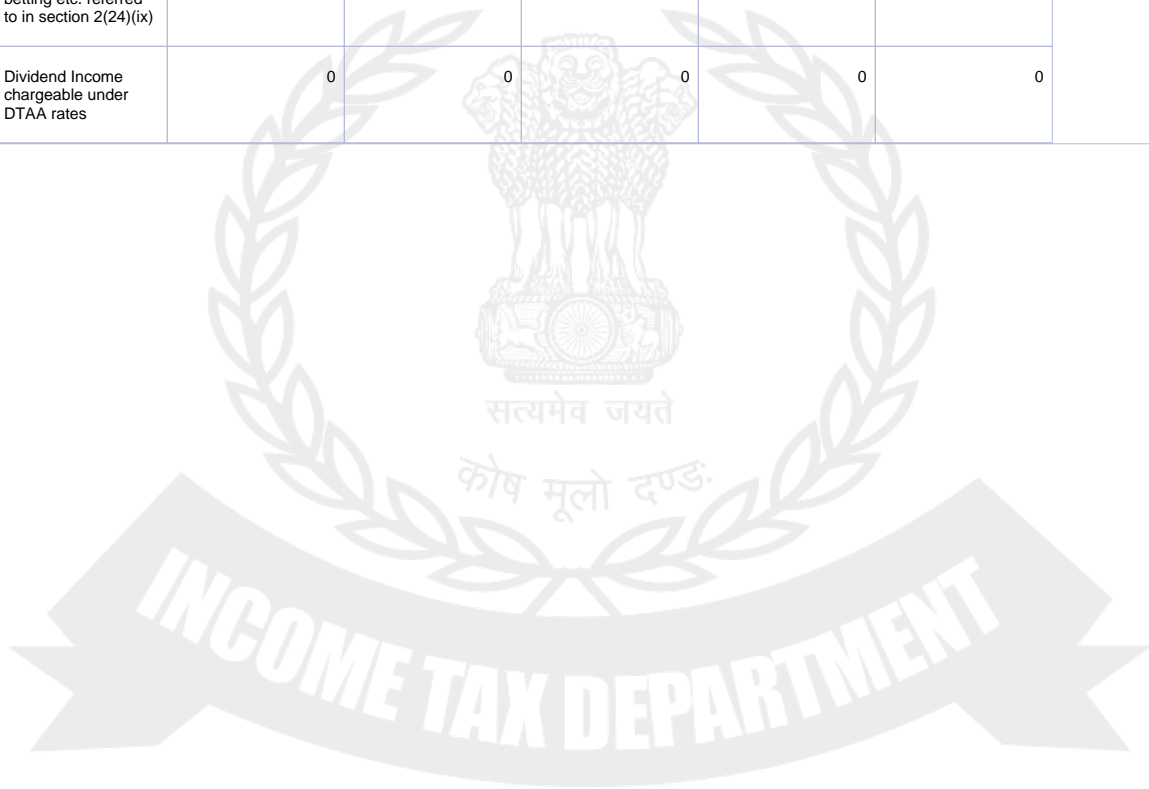 betting etc. referred
to in section 2(24)(ix)
Dividend Income 0 0 0 0 0
chargeable under
DTAA rates
सत्यमेव जयते
कोष मूलो दण्डः
INCOME TAX DEPARTMENT